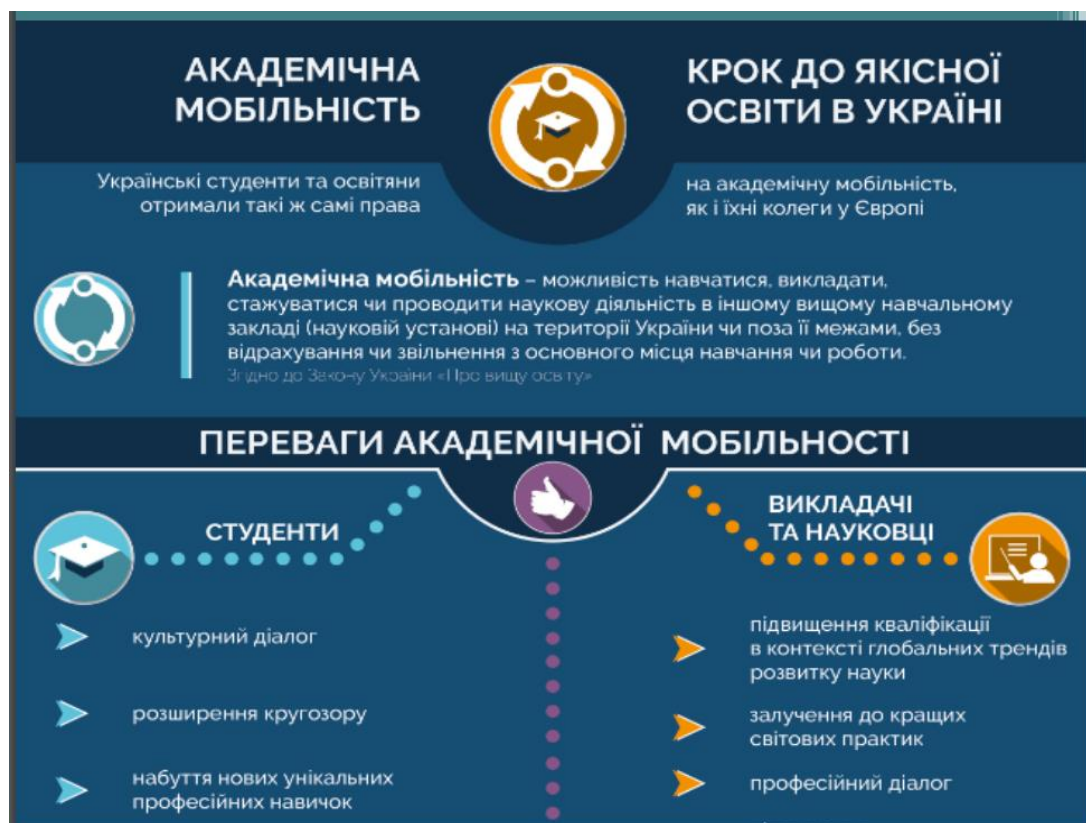 АКАДЕМІЧНА
МОБІЛЬНІСТЬ
КРОК ДО ЯКІСНОЇ
ОСВІТИ В УКРАЇНІ
Українські студенти та освітяни
отримали такі ж самі права
на академічну мобільність,
як і їхні колеги у Європі
Академічна мобільність – можливість навчатися, викладати,
стажуватися чи проводити наукову діяльність в іншому вищому навчальному
закладі (науковій установі) на території України чи поза її межами, без
відрахування чи звільнення з основного місця навчання чи роботи.
Згідно до Закону України «Про вищу освіту»
ПЕРЕВАГИ АКАДЕМІЧНОЇ МОБІЛЬНОСТІ
СТУДЕНТИ
культурний діалог
розширення кругозору
набуття нових унікальних
професійних навичок
ВИКЛАДАЧІ
ТА НАУКОВЦІ
підвищення кваліфікації
в контексті глобальних трендів
розвитку науки
залучення до кращих
світових практик
професійний діалог